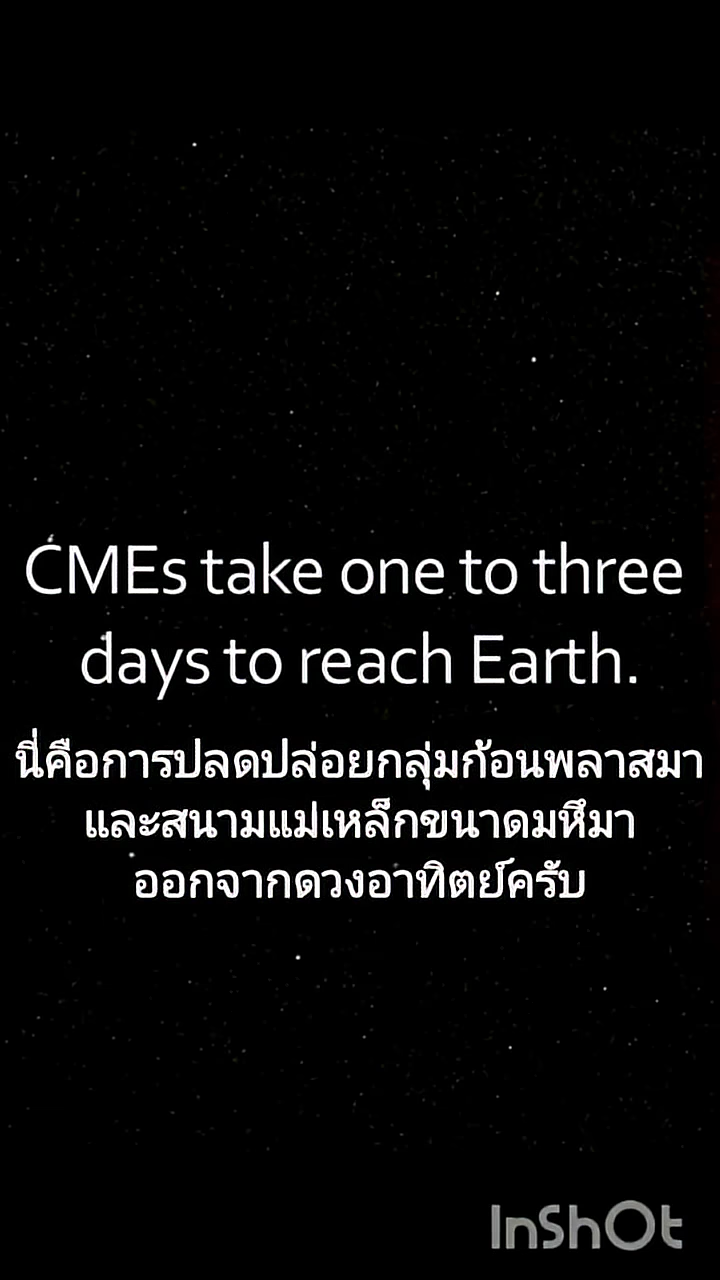 CMEs take one to three
days to reach Earth.
นี่คือการปลดปล่อยกลุ่มก้อนพลาสมา
และสนามแม่เหล็กขนาดมหึมา
ออกจากดวงอาทิตย์ครับ
InShOt